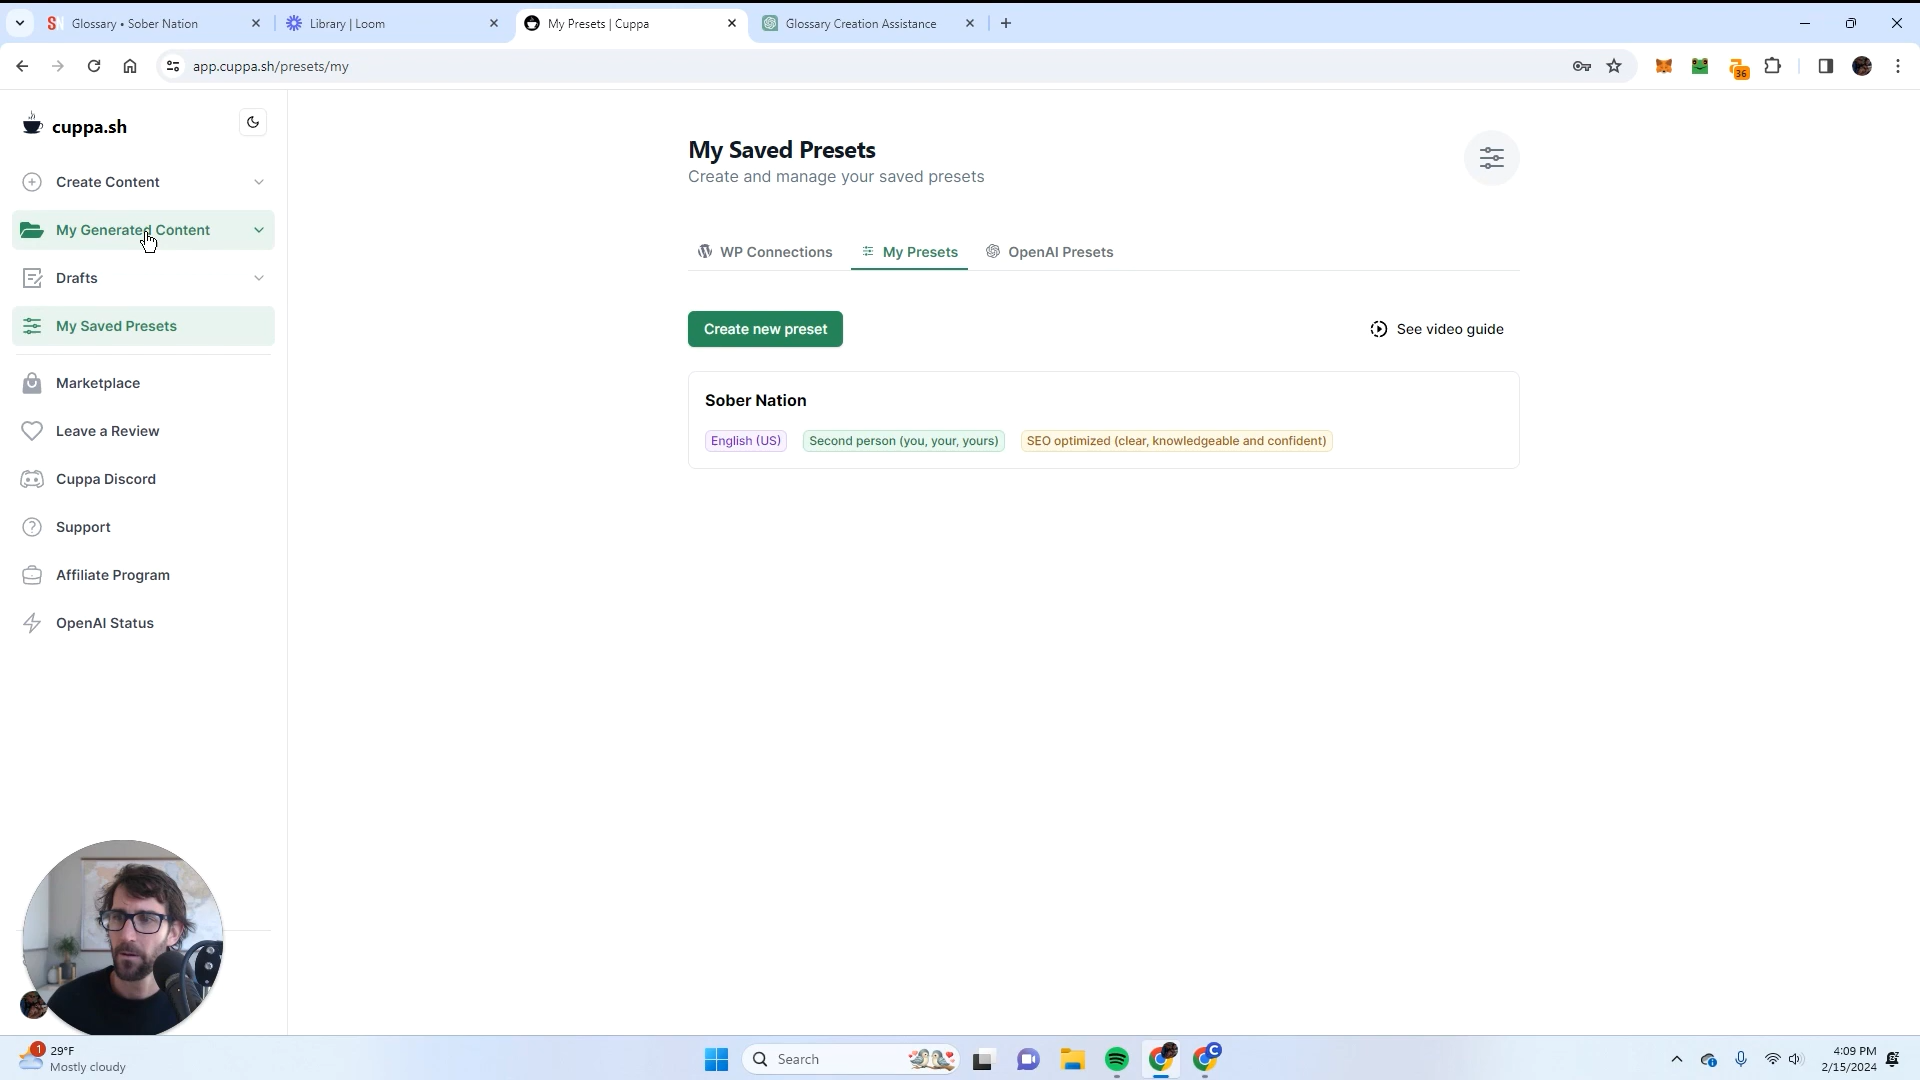 Glossary • Sober Nation
Library | Loom
My Presets | Cuppa
Glossary Creation Assistance
app.cuppa.sh/presets/my
36
cuppa.sh
Create Content
My Generated Content
Drafts
My Saved Presets
Marketplace
Leave a Review
Cuppa Discord
Support
Affiliate Program
OpenAI Status
My Saved Presets
Create and manage your saved presets
WP Connections
My Presets
OpenAI Presets
Create new preset
See video guide
Sober Nation
English (US)
Second person (you, your, yours)
SEO optimized (clear, knowledgeable and confident)
1
29°F
Mostly cloudy
Search
C
4:09 PM
2/15/2024